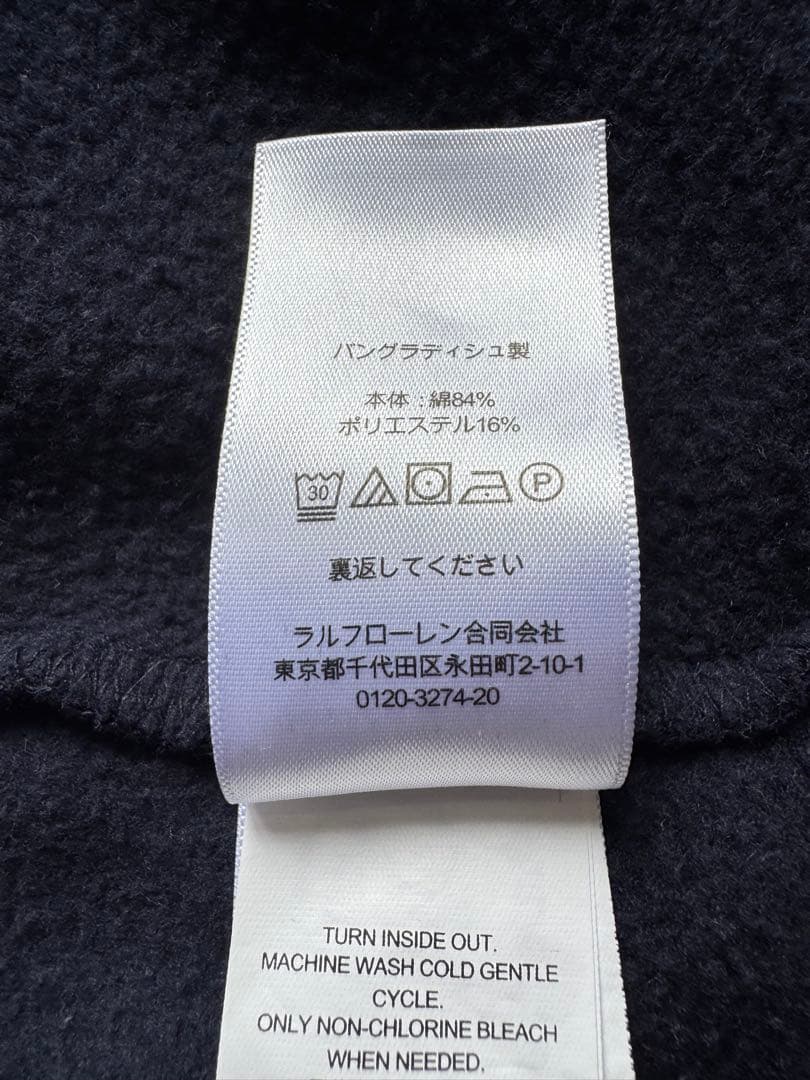 バングラディシュ製
本体:綿84%
ポリエステル16%
30 P
裏返してください
ラルフローレン合同会社
東京都千代田区永田町2-10-1
0120-3274-20
TURN INSIDE OUT.
MACHINE WASH COLD GENTLE
CYCLE.
ONLY NON-CHLORINE BLEACH
WHEN NEEDED.